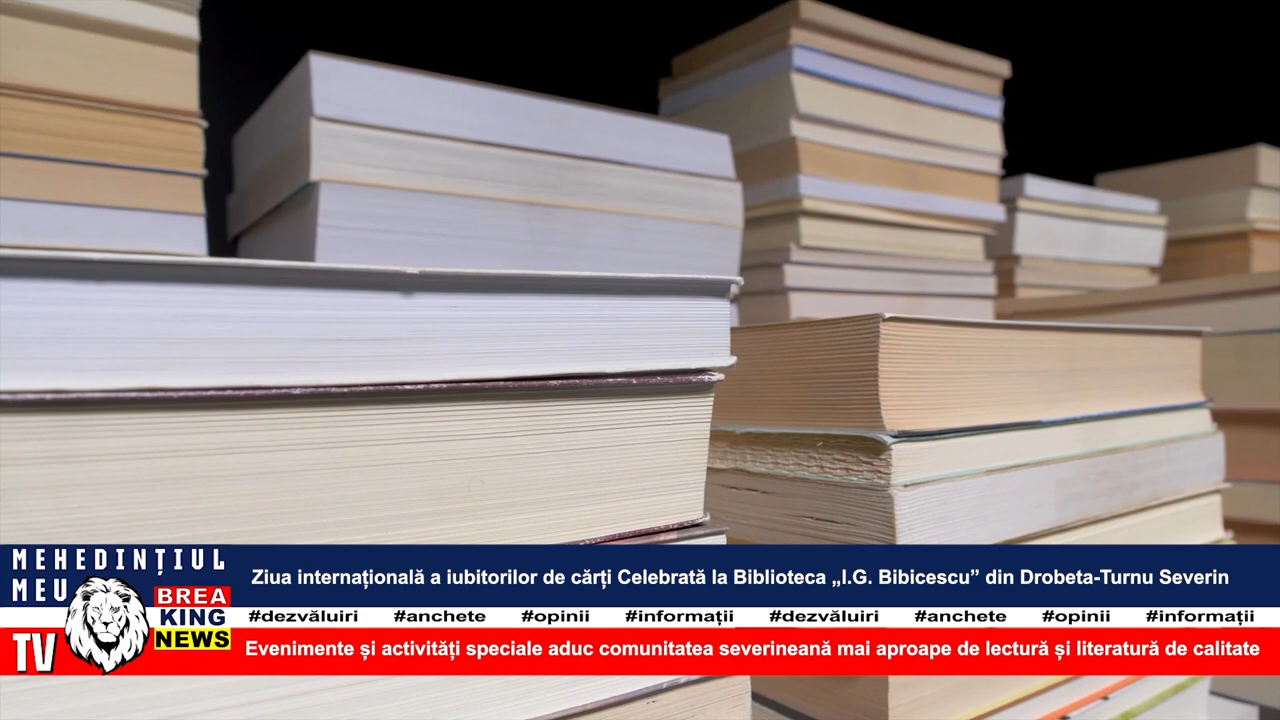 MEHEDINȚIUL
MEU
TV
BREA
KING
NEWS
Ziua internațională a iubitorilor de cărți Celebrată la Biblioteca „I.G. Bibicescu” din Drobeta-Turnu Severin
#dezvăluiri #anchete #opinii #informații #dezvăluiri #anchete #opinii #informații
Evenimente și activități speciale aduc comunitatea severineană mai aproape de lectură și literatură de calitate